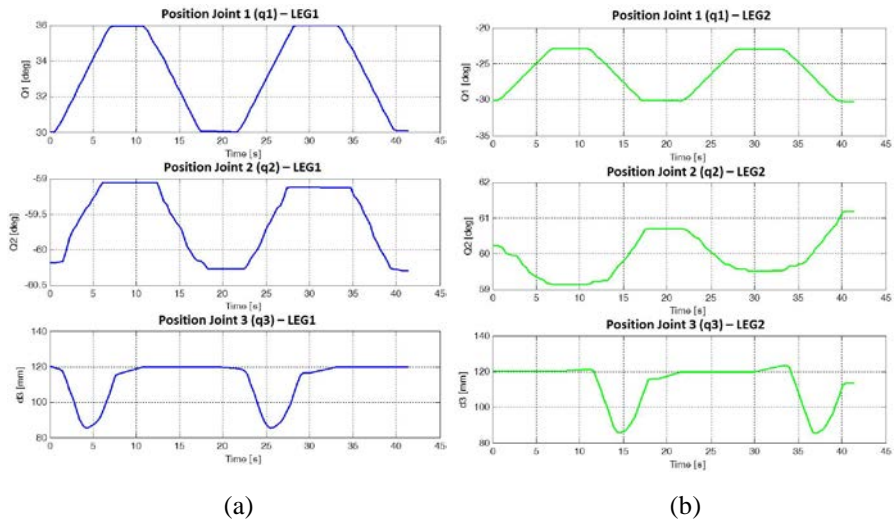 Position Joint 1 (q1) – LEG1
36
34
32
30
Q1 [deg]
0 5 10 15 20 25 30 35 40 45
Time [s]
Position Joint 2 (q2) – LEG1
-59
-59.5
-60
-60.5
Q2 [deg]
0 5 10 15 20 25 30 35 40 45
Time [s]
Position Joint 3 (q3) – LEG1
140
120
100
80
d3 [mm]
0 5 10 15 20 25 30 35 40 45
Time [s]
(a)
Position Joint 1 (q1) – LEG2
-20
-25
-30
-35
Q1 [deg]
0 5 10 15 20 25 30 35 40 45
Time [s]
Position Joint 2 (q2) – LEG2
62
61
60
59
Q2 [deg]
0 5 10 15 20 25 30 35 40 45
Time [s]
Position Joint 3 (q3) – LEG2
140
120
100
80
d3 [mm]
0 5 10 15 20 25 30 35 40 45
Time [s]
(b)